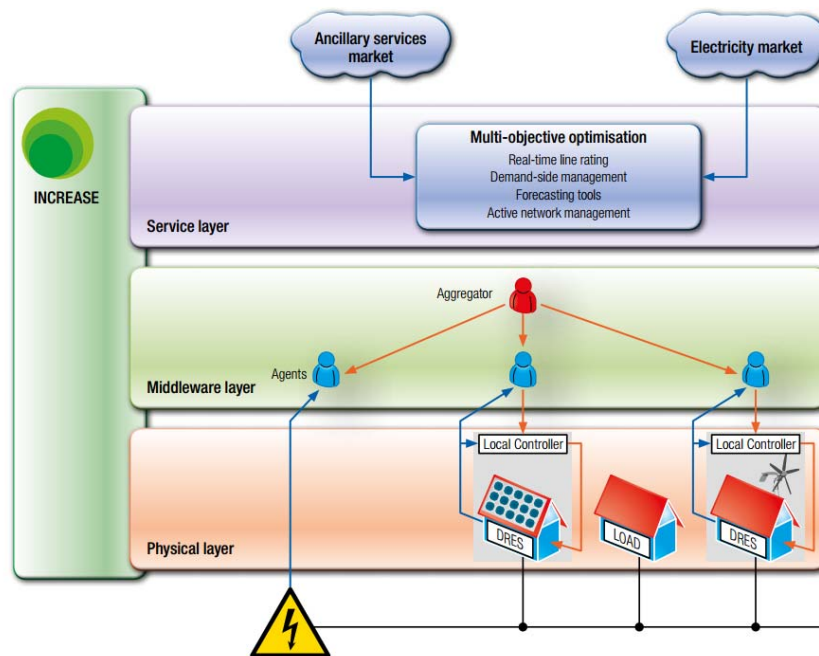 Ancillary services
market
Electricity market
INCREASE
Multi-objective optimisation
Real-time line rating
Demand-side management
Forecasting tools
Active network management
Service layer
Aggregator
Agents
Middleware layer
Local Controller
Local Controller
DRES
LOAD
DRES
Physical layer